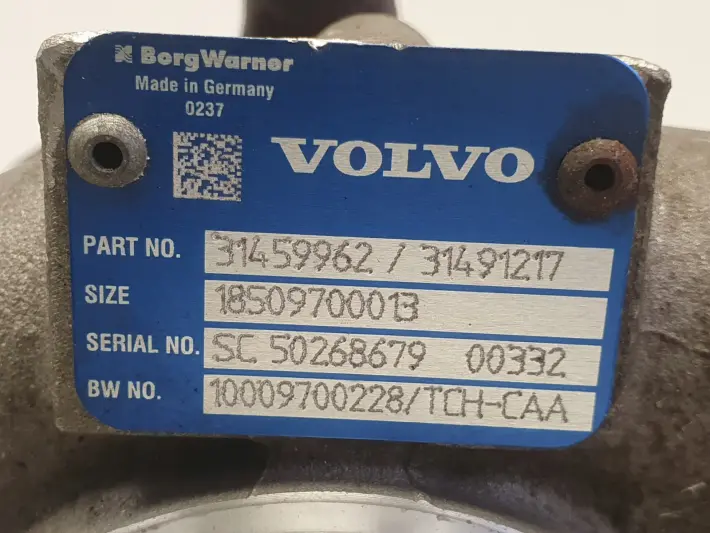 BorgWarner
Made in Germany
0237
VOLVO
PART NO. 31459962 / 31491217
SIZE 18509700013
SERIAL NO. SC 50268679 00332
BW NO. 10009700228/TCH-CAA